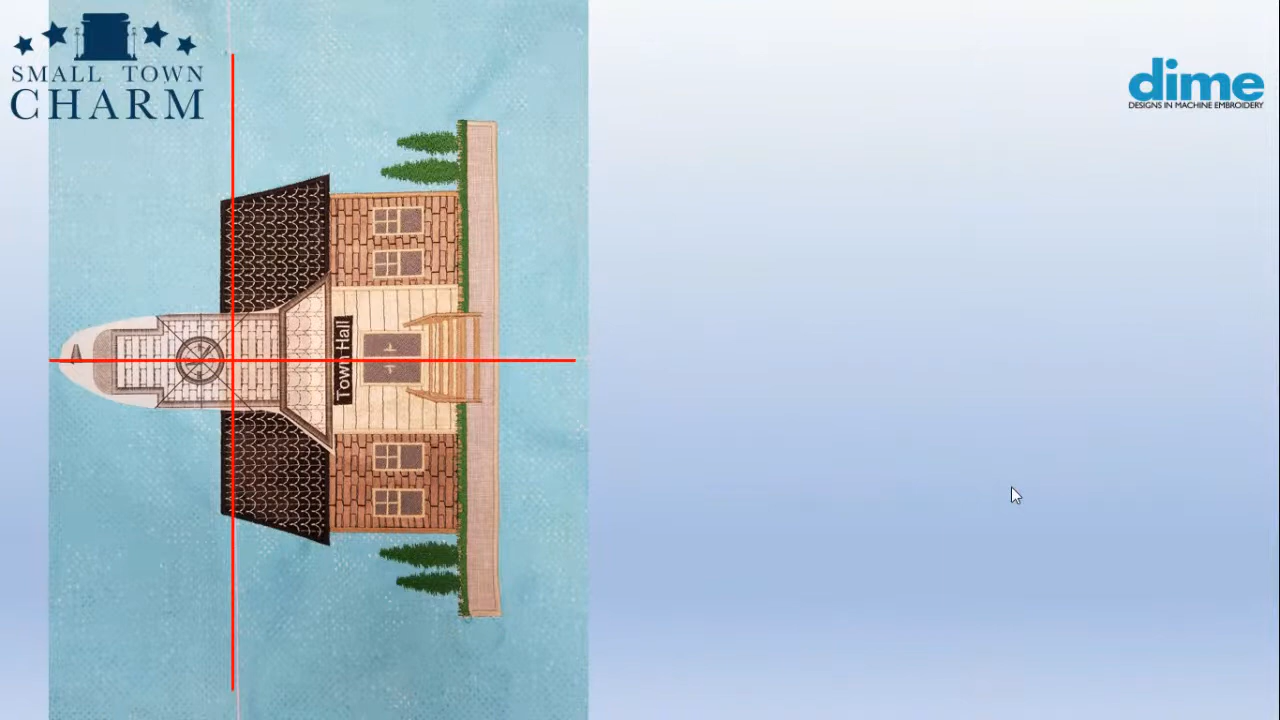 SMALL TOWN
CHARM
dime
DESIGNS IN MACHINE EMBROIDERY
Town Hall